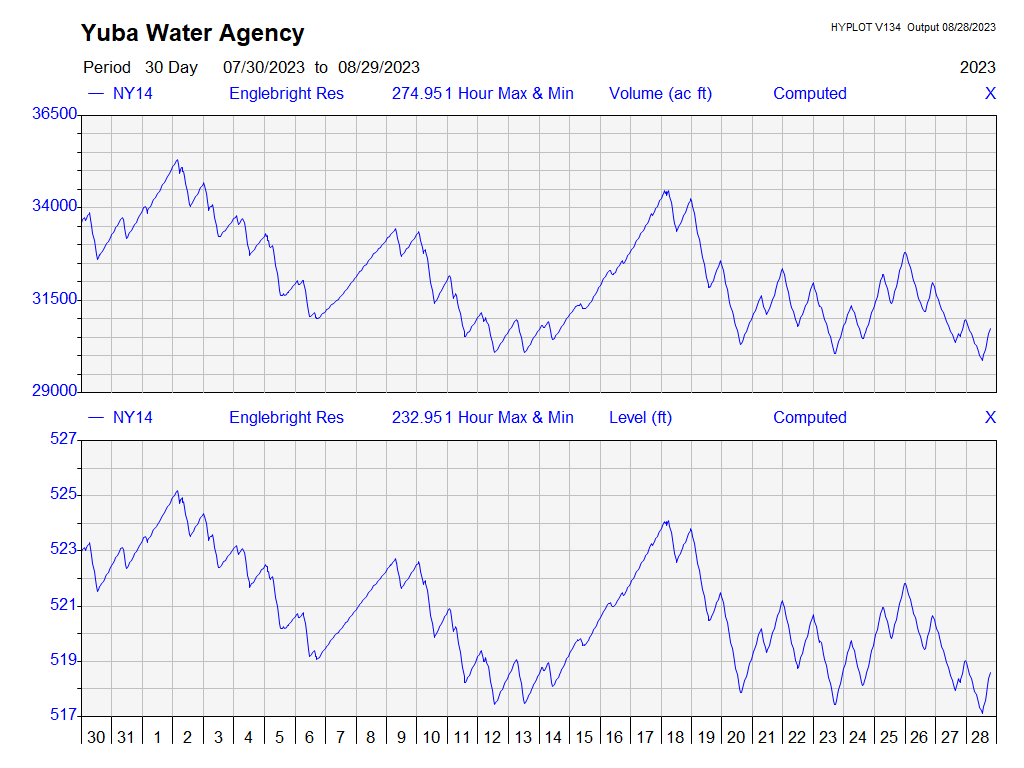 Yuba Water Agency
HYPLOT V134 Output 08/28/2023
Period 30 Day 07/30/2023 to 08/29/2023 2023
— NY14 Englebright Res 274.951 Hour Max & Min Volume (ac ft) Computed X
36500
34000
31500
29000
— NY14 Englebright Res 232.951 Hour Max & Min Level (ft) Computed X
527
525
523
521
519
517
30 31 1 2 3 4 5 6 7 8 9 10 11 12 13 14 15 16 17 18 19 20 21 22 23 24 25 26 27 28